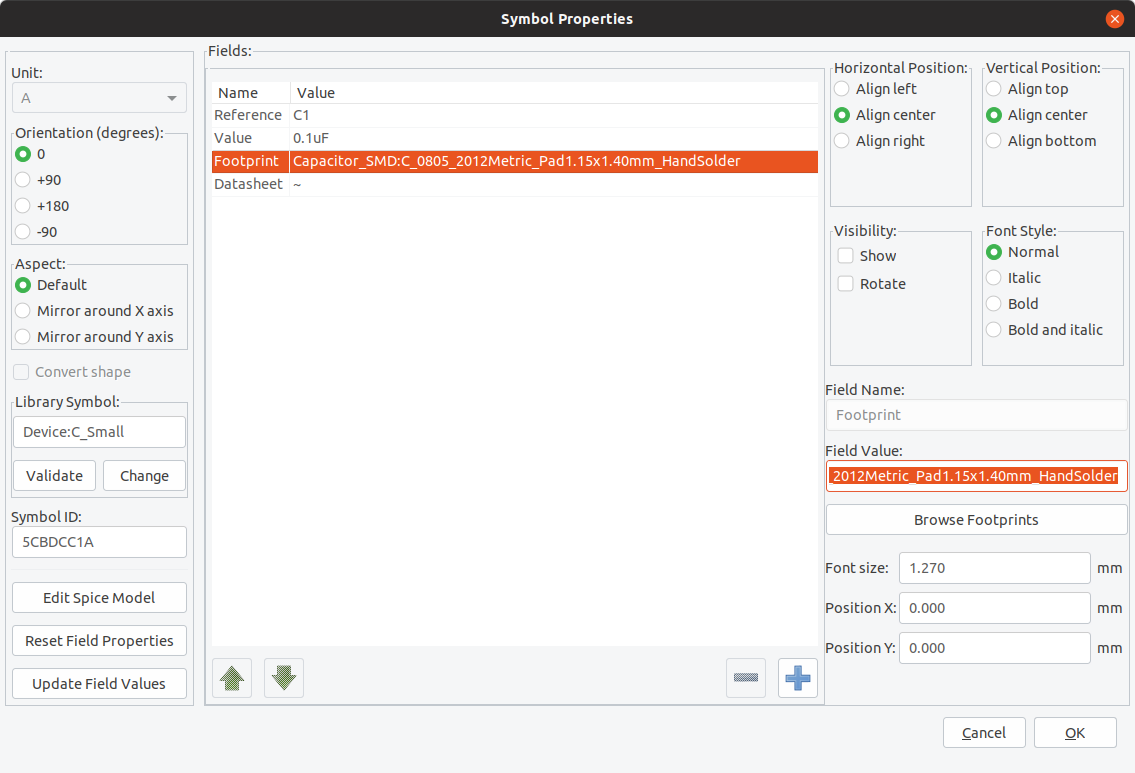 Symbol Properties
Unit:
A
Orientation (degrees):
0
+90
+180
-90
Aspect:
Default
Mirror around X axis
Mirror around Y axis
Convert shape
Library Symbol:
Device:C_Small
Validate Change
Symbol ID:
5CBDCC1A
Edit Spice Model
Reset Field Properties
Update Field Values
Fields:
Name Value
Reference C1
Value 0.1uF
Footprint Capacitor_SMD:C_0805_2012Metric_Pad1.15x1.40mm_HandSolder
Datasheet ~
Horizontal Position:
Align left
Align center
Align right
Vertical Position:
Align top
Align center
Align bottom
Visibility:
Show
Rotate
Font Style:
Normal
Italic
Bold
Bold and italic
Field Name:
Footprint
Field Value:
2012Metric_Pad1.15x1.40mm_HandSolder
Browse Footprints
Font size: 1.270 mm
Position X: 0.000 mm
Position Y: 0.000 mm
Cancel OK